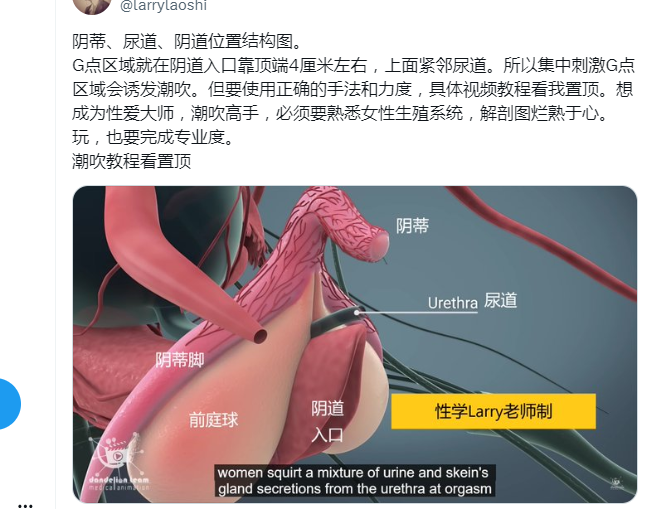 @larrylaoshi
阴蒂、尿道、阴道位置结构图。
G点区域就在阴道入口靠顶端4厘米左右，上面紧邻尿道。所以集中刺激G点
区域会诱发潮吹。但要使用正确的手法和力度，具体视频教程看我置顶。想
成为性爱大师，潮吹高手，必须要熟悉女性生殖系统，解剖图烂熟于心。
玩，也要完成专业度。
潮吹教程看置顶
阴蒂
Urethra 尿道
阴蒂脚
前庭球
阴道
入口
性学Larry老师制
dandelion team
medical animation
women squirt a mixture of urine and skein's
gland secretions from the urethra at orgasm